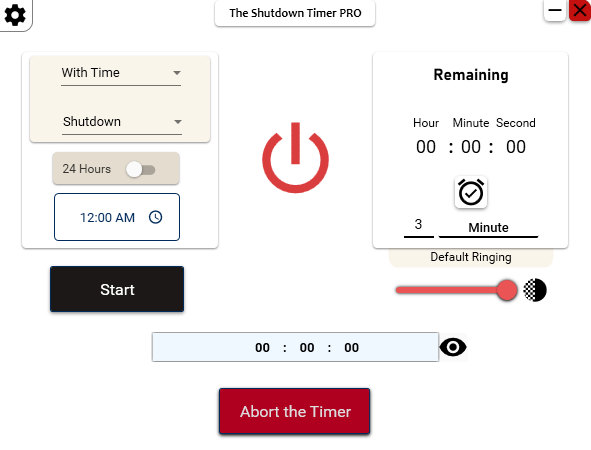 The Shutdown Timer PRO
With Time
Shutdown
24 Hours
12:00 AM
Start
Remaining
Hour Minute Second
00 : 00 : 00
3 Minute
Default Ringing
00 : 00 : 00
Abort the Timer